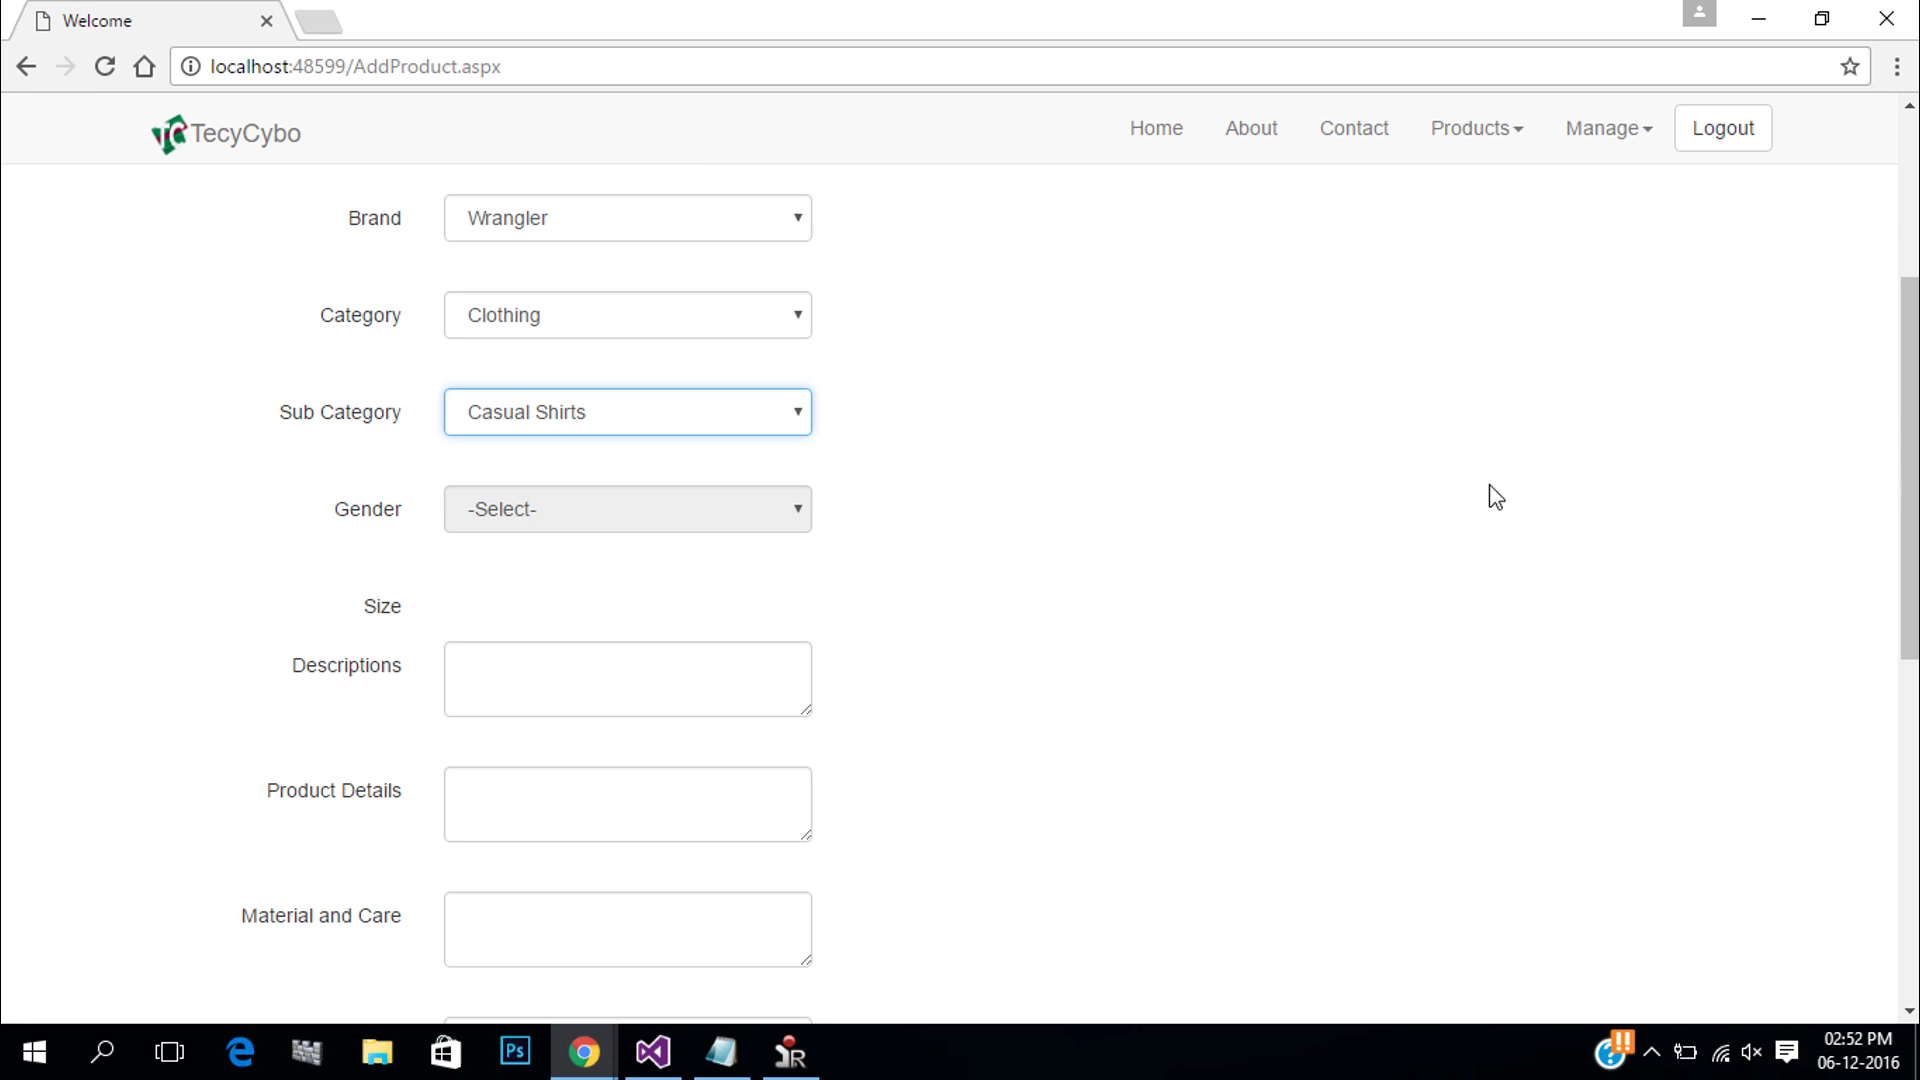 Welcome
localhost:48599/AddProduct.aspx
TecyCybo
Home
About
Contact
Products
Manage
Logout
Brand
Wrangler
Category
Clothing
Sub Category
Casual Shirts
Gender
-Select-
Size
Descriptions
Product Details
Material and Care
Ps
R
02:52 PM
06-12-2016